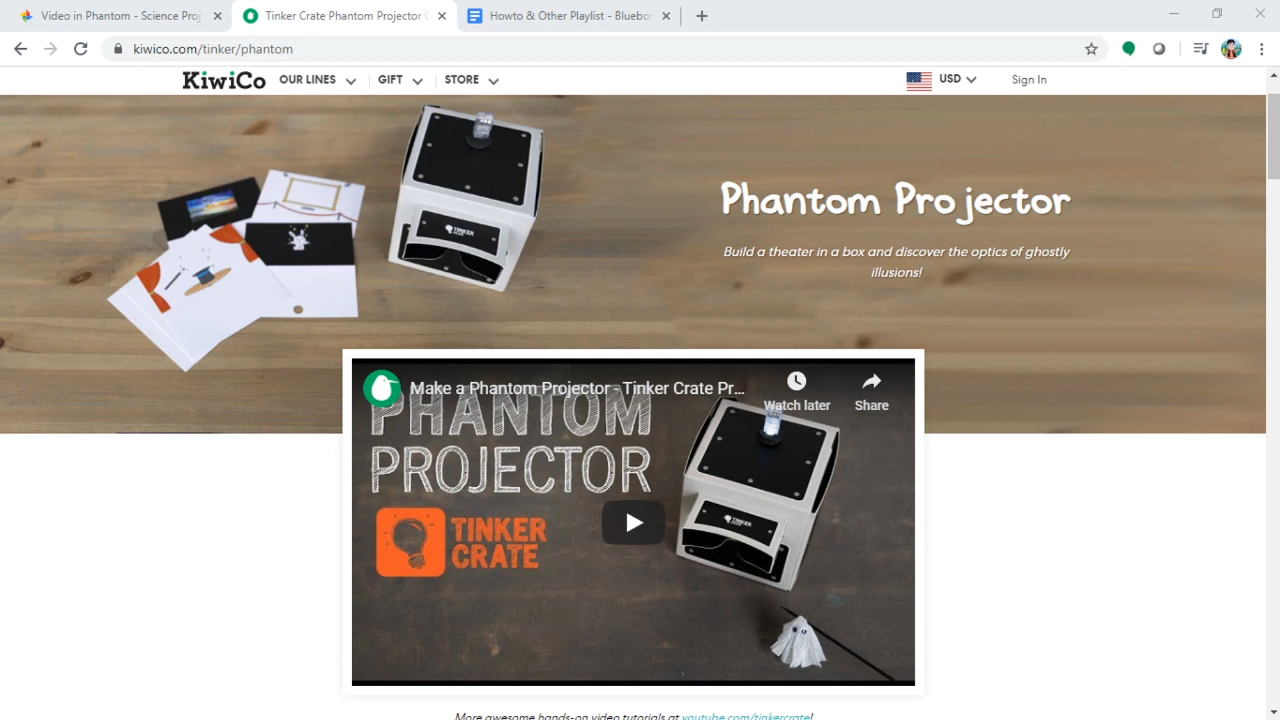 Video in Phantom - Science Proj
Tinker Crate Phantom Projector C
Howto & Other Playlist - Bluebon
kiwico.com/tinker/phantom
KiwiCo OUR LINES GIFT STORE USD Sign In
Phantom Projector
Build a theater in a box and discover the optics of ghostly
illusions!
TINKER
Make a Phantom Projector - Tinker Crate Pr...
Watch later
Share
PHANTOM
PROJECTOR
TINKER
CRATE
TINKER
More awesome hands-on video tutorials at youtube.com/tinkercrate!